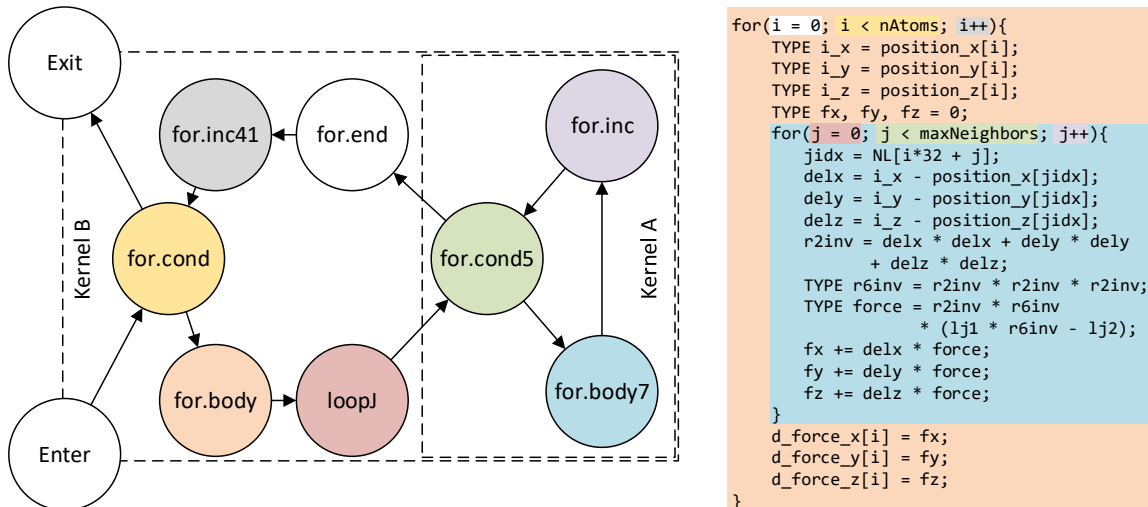 Exit
for.inc41
for.end
for.inc
Kernel B
for.cond
for.cond5
Kernel A
for.body
loopJ
for.body7
Enter
for(i = 0; i < nAtoms; i++){
TYPE i_x = position_x[i];
TYPE i_y = position_y[i];
TYPE i_z = position_z[i];
TYPE fx, fy, fz = 0;
for(j = 0; j < maxNeighbors; j++){
jidx = NL[i*32 + j];
delx = i_x - position_x[jidx];
dely = i_y - position_y[jidx];
delz = i_z - position_z[jidx];
r2inv = delx * delx + dely * dely
+ delz * delz;
TYPE r6inv = r2inv * r2inv * r2inv;
TYPE force = r2inv * r6inv
* (lj1 * r6inv - lj2);
fx += delx * force;
fy += dely * force;
fz += delz * force;
}
d_force_x[i] = fx;
d_force_y[i] = fy;
d_force_z[i] = fz;
}